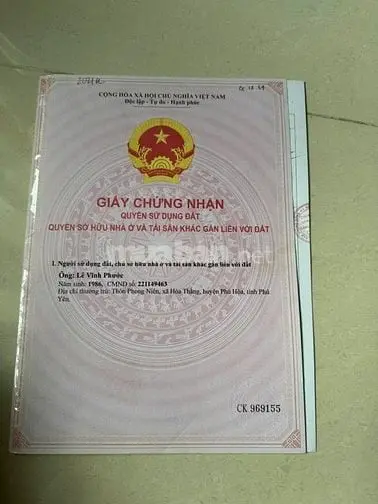 CỘNG HÒA XÃ HỘI CHỦ NGHĨA VIỆT NAM
Độc lập - Tự do - Hạnh phúc
GIẤY CHỨNG NHẬN
QUYỀN SỬ DỤNG ĐẤT
QUYỀN SỞ HỮU NHÀ Ở VÀ TÀI SẢN KHÁC GẮN LIỀN VỚI ĐẤT
I. Người sử dụng đất, chủ sở hữu nhà ở và tài sản khác gắn liền với đất
Ông: Lê Vĩnh Phước
Năm sinh: 1986, CMND số: 221149463
Địa chỉ thường trú: Thôn Phong Niên, xã Hòa Thắng, huyện Phú Hòa, tỉnh Phú
Yên.
CK 969155